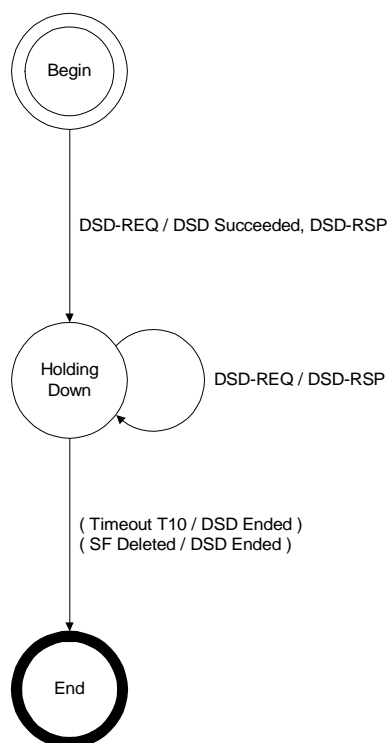 Begin
DSD-REQ / DSD Succeeded, DSD-RSP
Holding
Down
DSD-REQ / DSD-RSP
( Timeout T10 / DSD Ended )
( SF Deleted / DSD Ended )
End